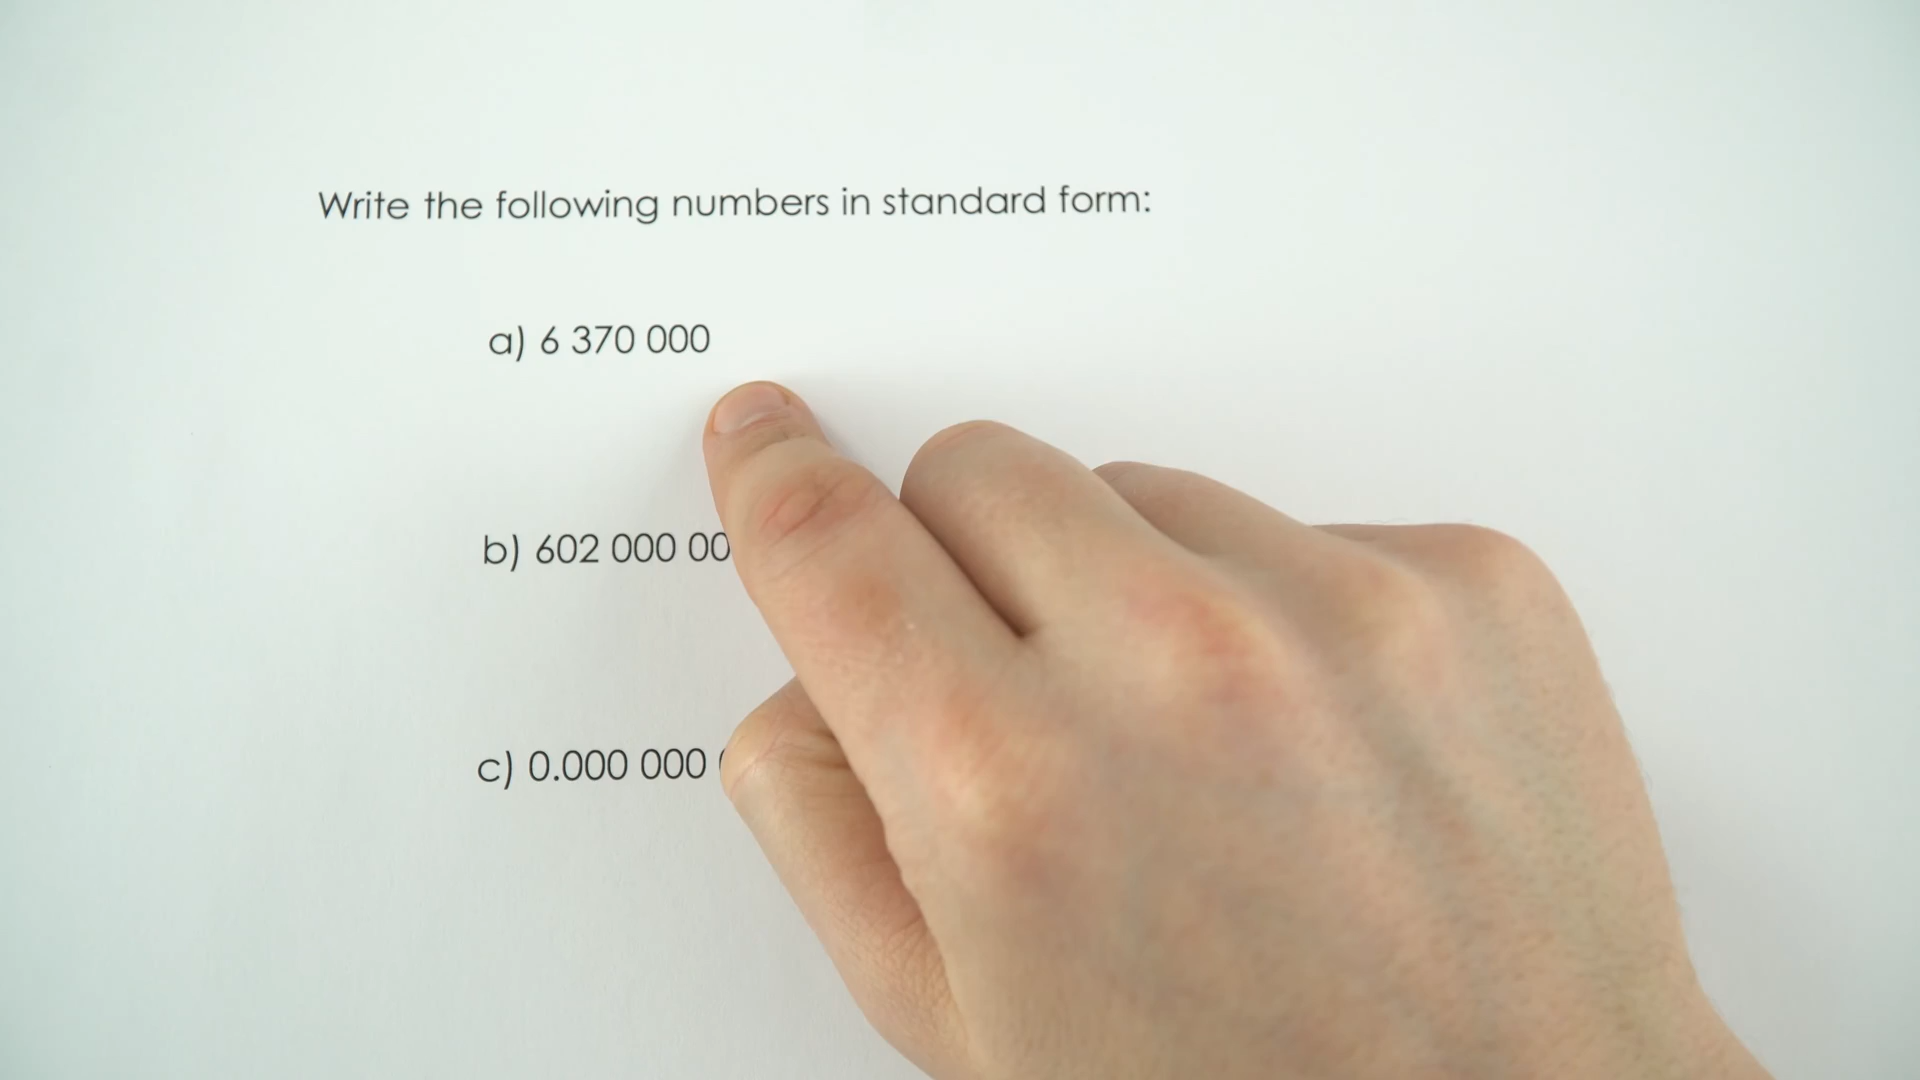 Write the following numbers in standard form:
a) 6 370 000
b) 602 000 00
c) 0.000 000